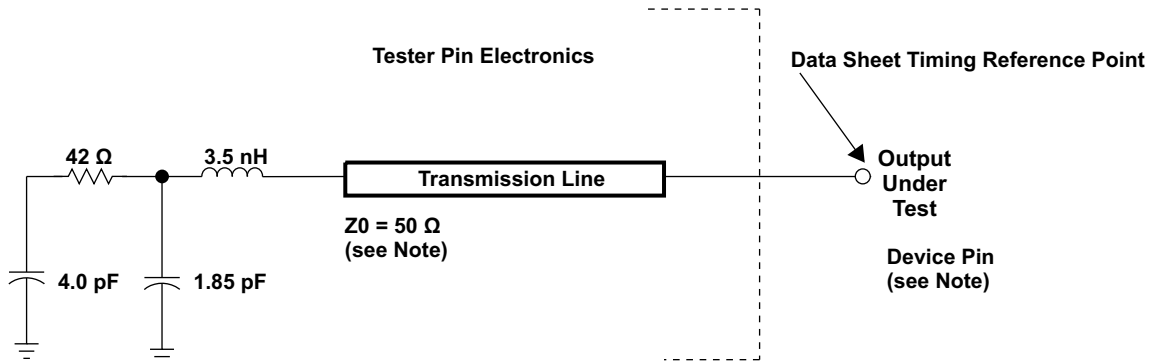 Tester Pin Electronics
Data Sheet Timing Reference Point
42 Ω
3.5 nH
Transmission Line
Output
Under
Test
Z0 = 50 Ω
(see Note)
Device Pin
(see Note)
4.0 pF
1.85 pF